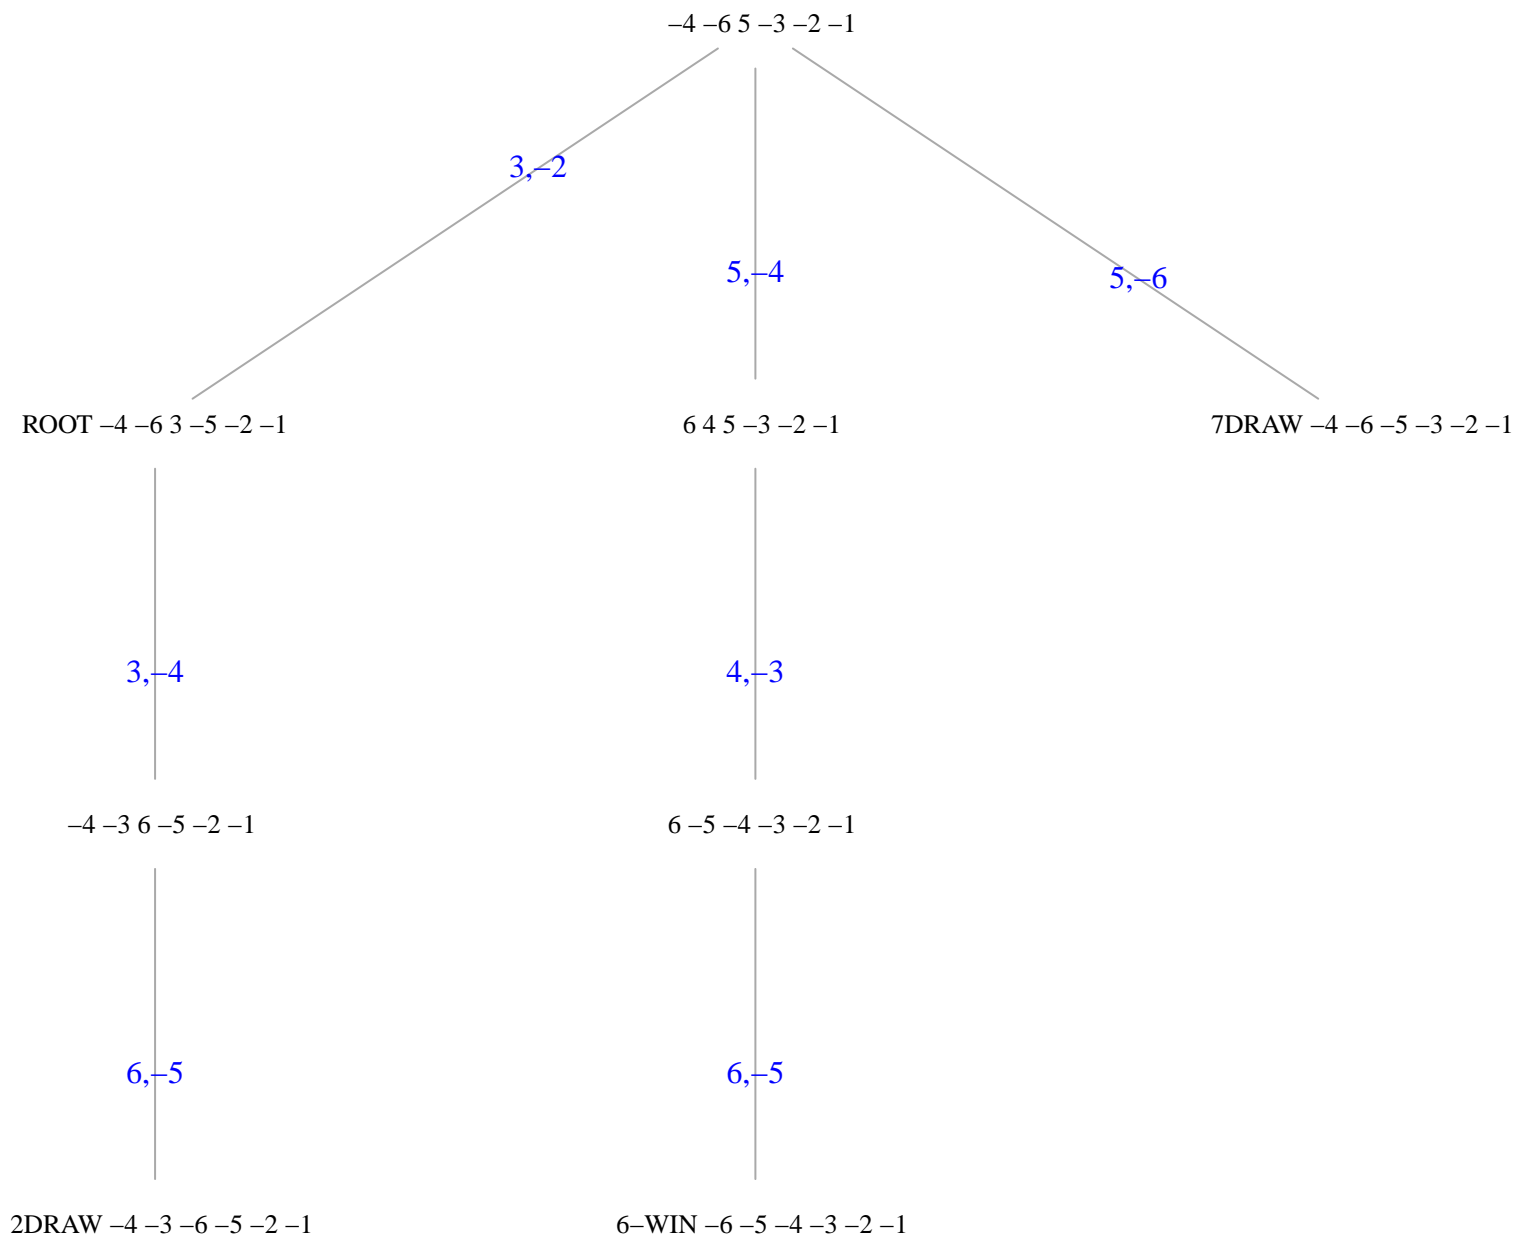 –4 –6 5 –3 –2 –1
3,–2
5,–4
5,–6
ROOT –4 –6 3 –5 –2 –1
6 4 5 –3 –2 –1
7DRAW –4 –6 –5 –3 –2 –1
3,–4
4,–3
–4 –3 6 –5 –2 –1
6 –5 –4 –3 –2 –1
6,–5
6,–5
2DRAW –4 –3 –6 –5 –2 –1
6–WIN –6 –5 –4 –3 –2 –1